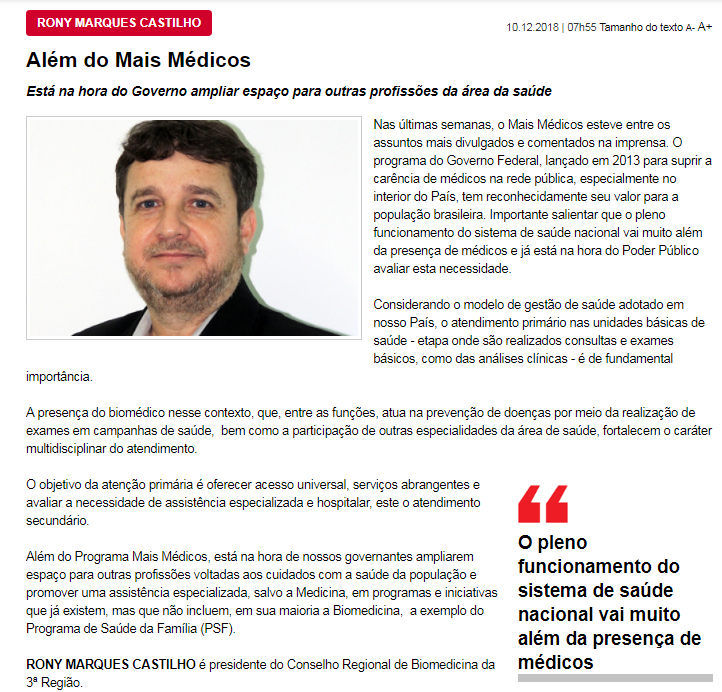 RONY MARQUES CASTILHO
10.12.2018 | 07h55 Tamanho do texto A- A+
Além do Mais Médicos
Está na hora do Governo ampliar espaço para outras profissões da área da saúde
Nas últimas semanas, o Mais Médicos esteve entre os
assuntos mais divulgados e comentados na imprensa. O
programa do Governo Federal, lançado em 2013 para suprir a
carência de médicos na rede pública, especialmente no
interior do País, tem reconhecidamente seu valor para a
população brasileira. Importante salientar que o pleno
funcionamento do sistema de saúde nacional vai muito além
da presença de médicos e já está na hora do Poder Público
avaliar esta necessidade.
Considerando o modelo de gestão de saúde adotado em
nosso País, o atendimento primário nas unidades básicas de
saúde - etapa onde são realizados consultas e exames
básicos, como das análises clínicas - é de fundamental
importância.
A presença do biomédico nesse contexto, que, entre as funções, atua na prevenção de doenças por meio da realização de
exames em campanhas de saúde, bem como a participação de outras especialidades da área de saúde, fortalecem o caráter
multidisciplinar do atendimento.
O objetivo da atenção primária é oferecer acesso universal, serviços abrangentes e
avaliar a necessidade de assistência especializada e hospitalar, este o atendimento
secundário.
Além do Programa Mais Médicos, está na hora de nossos governantes ampliarem
espaço para outras profissões voltadas aos cuidados com a saúde da população e
promover uma assistência especializada, salvo a Medicina, em programas e iniciativas
que já existem, mas que não incluem, em sua maioria a Biomedicina, a exemplo do
Programa de Saúde da Família (PSF).
RONY MARQUES CASTILHO é presidente do Conselho Regional de Biomedicina da
3ª Região.
“
O pleno
funcionamento do
sistema de saúde
nacional vai muito
além da presença de
médicos